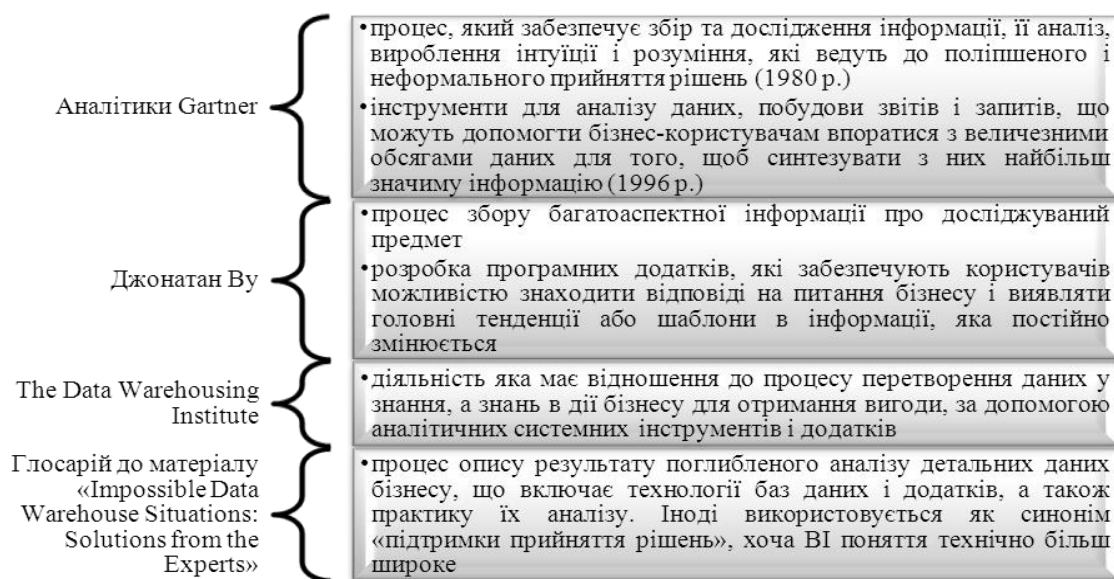 Аналітики Gartner
•процес, який забезпечує збір та дослідження інформації, її аналіз,
вироблення інтуїції і розуміння, які ведуть до поліпшеного і
неформального прийняття рішень (1980 р.)
•інструменти для аналізу даних, побудови звітів і запитів, що
можуть допомогти бізнес-користувачам впоратися з величезними
обсягами даних для того, щоб синтезувати з них найбільш
значиму інформацію (1996 р.)
Джонатан Ву
•процес збору багатоаспектної інформації про досліджуваний
предмет
•розробка програмних додатків, які забезпечують користувачів
можливістю знаходити відповіді на питання бізнесу і виявляти
головні тенденції або шаблони в інформації, яка постійно
змінюється
The Data Warehousing
Institute
•діяльність яка має відношення до процесу перетворення даних у
знання, а знань в дії бізнесу для отримання вигоди, за допомогою
аналітичних системних інструментів і додатків
Глосарій до матеріалу
«Impossible Data
Warehouse Situations:
Solutions from the
Experts»
•процес опису результату поглибленого аналізу детальних даних
бізнесу, що включає технології баз даних і додатків, а також
практику їх аналізу. Іноді використовується як синонім
«підтримки прийняття рішень», хоча BI поняття технічно більш
широке